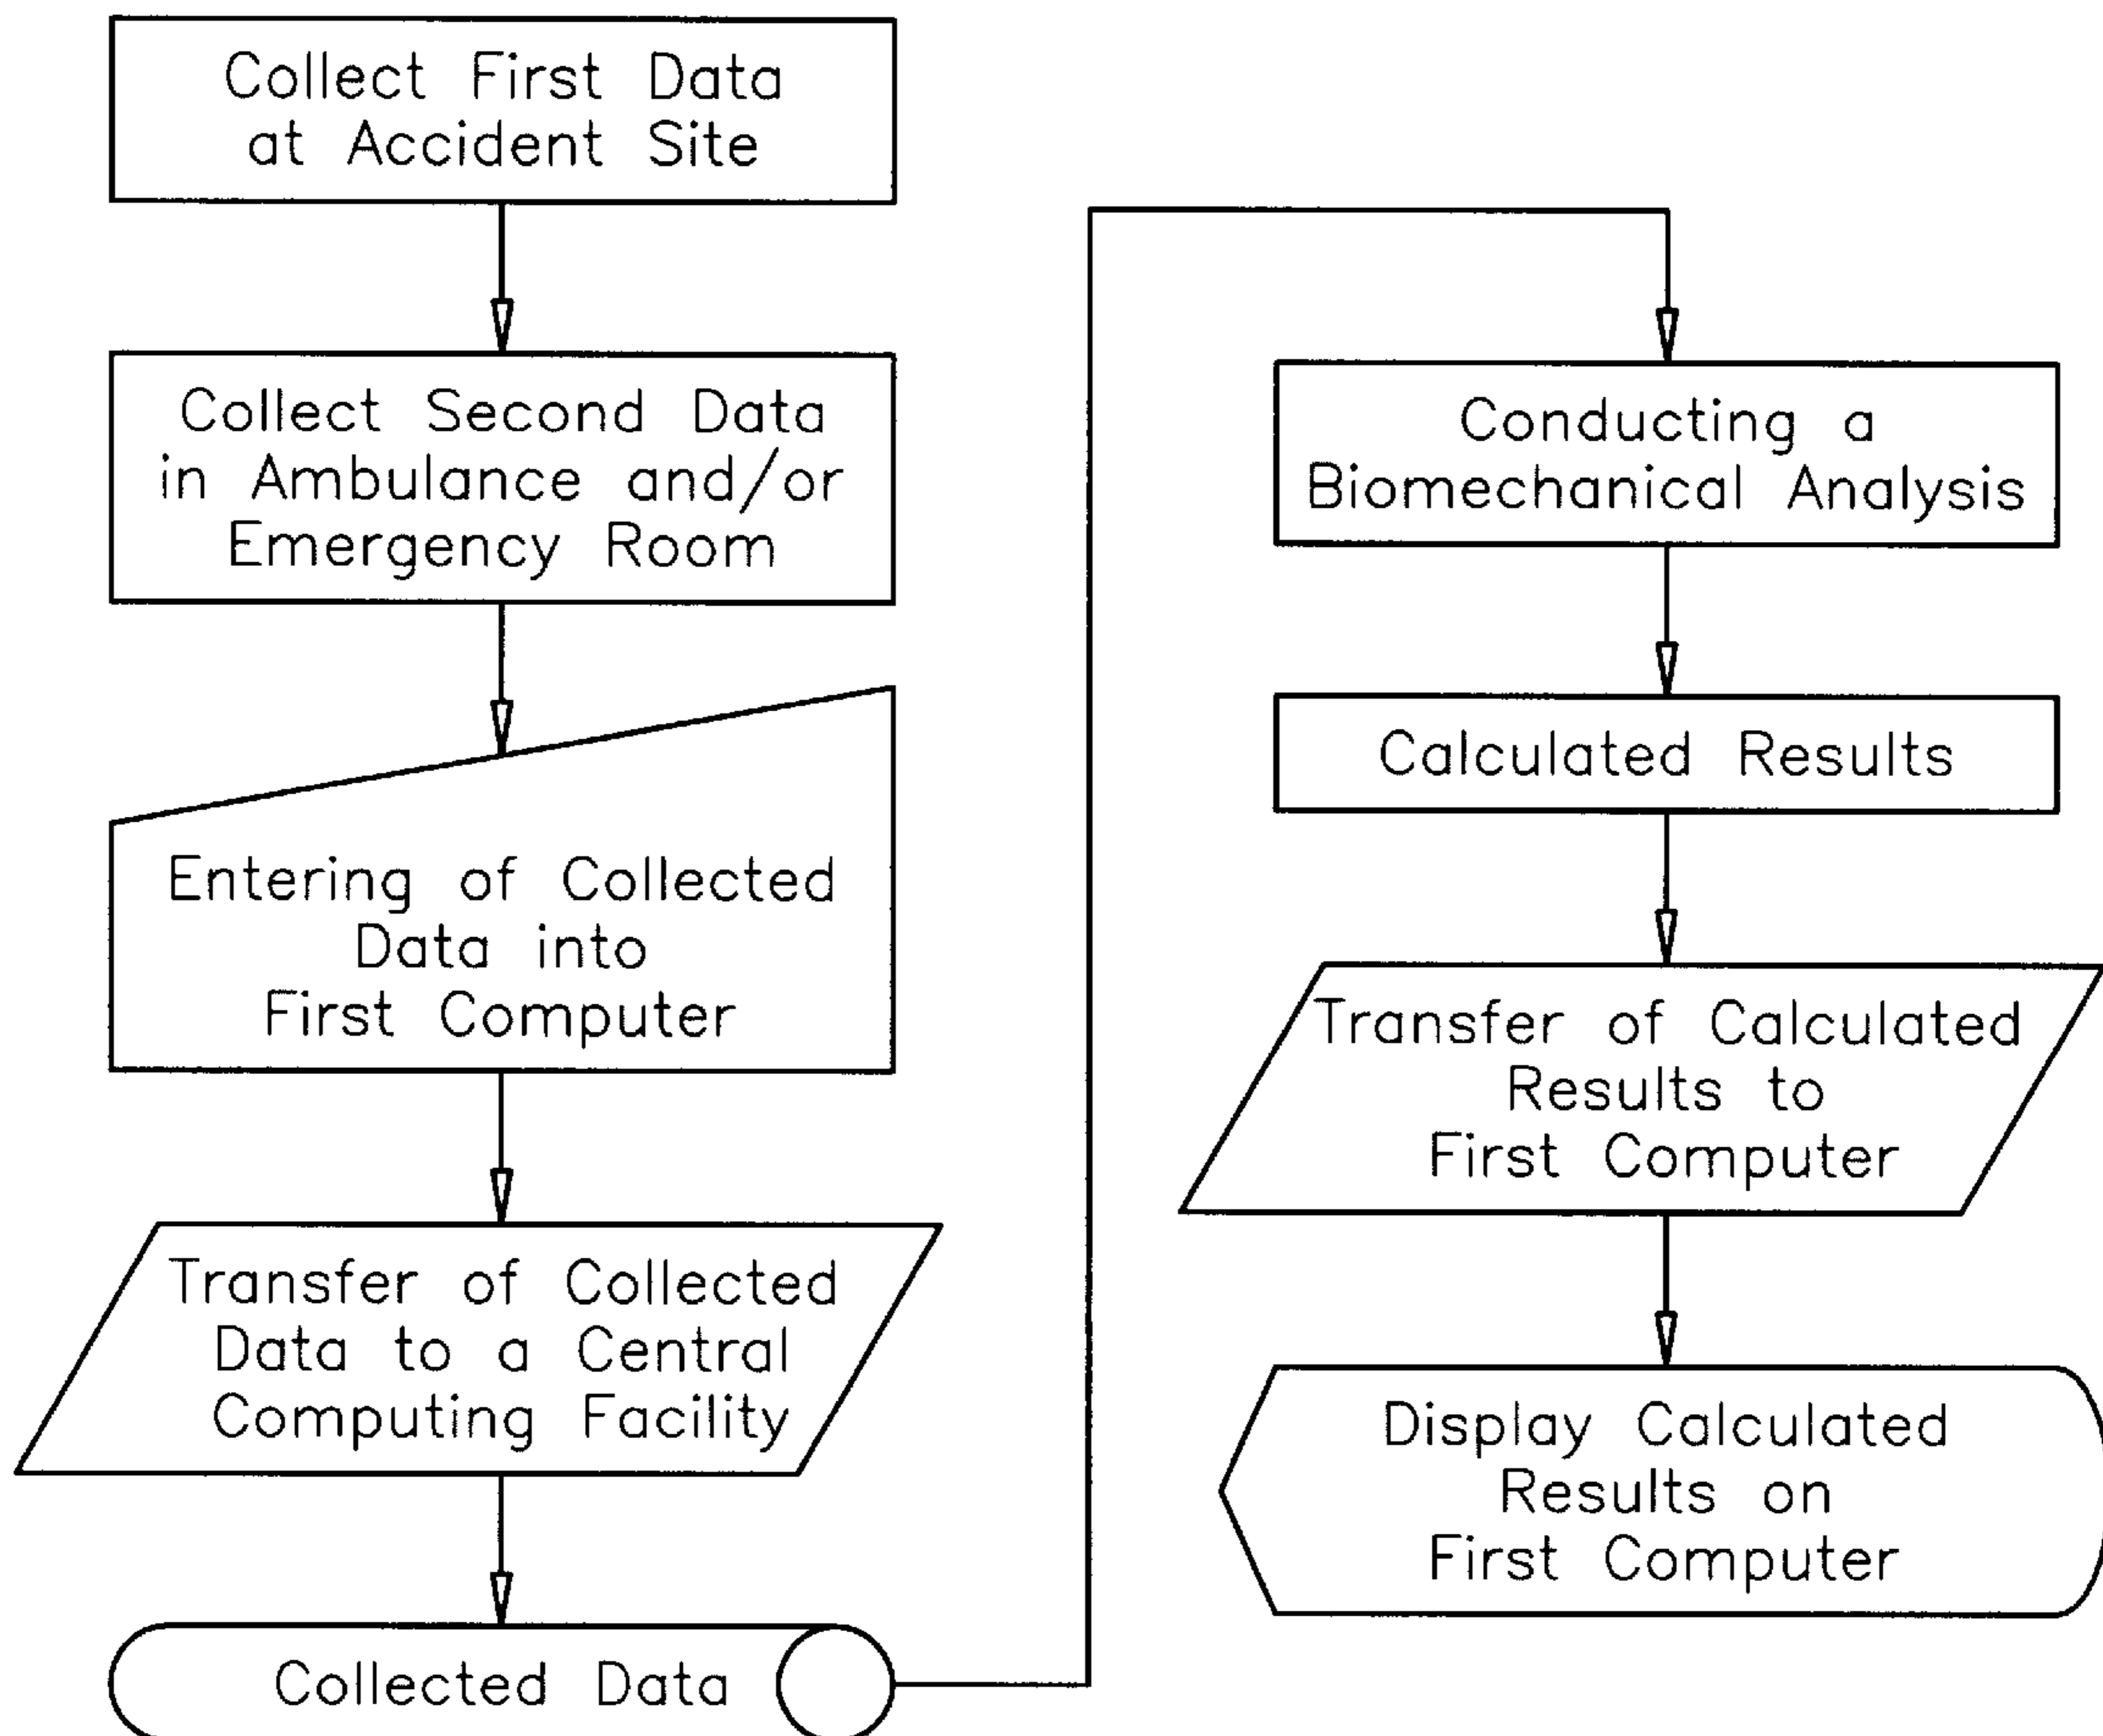 Collect First Data
at Accident Site
Collect Second Data
in Ambulance and/or
Emergency Room
Entering of Collected
Data into
First Computer
Transfer of Collected
Data to a Central
Computing Facility
Collected Data
Conducting a
Biomechanical Analysis
Calculated Results
Transfer of Calculated
Results to
First Computer
Display Calculated
Results on
First Computer